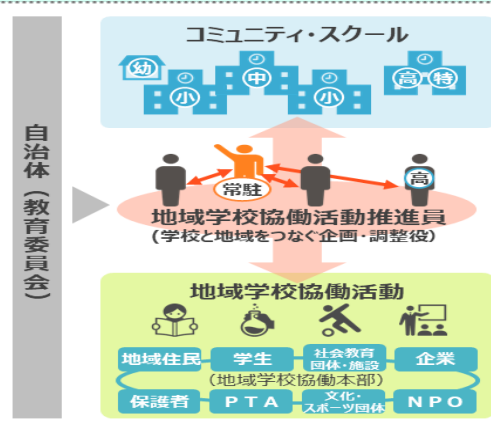 自治体（教育委員会）
コミュニティ・スクール
幼
小
中
小
高・特
常駐
高
地域学校協働活動推進員
（学校と地域をつなぐ企画・調整役）
地域学校協働活動
地域住民
学生
社会教育
団体・施設
企業
（地域学校協働本部）
保護者
ＰＴＡ
文化・
スポーツ団体
ＮＰＯ